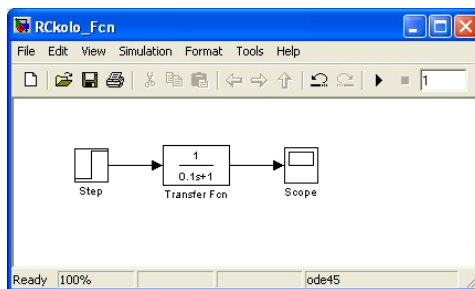 RCkolo_Fcn
File Edit View Simulation Format Tools Help
1
1
0.1s+1
Step
Transfer Fcn
Scope
Ready 100% ode45